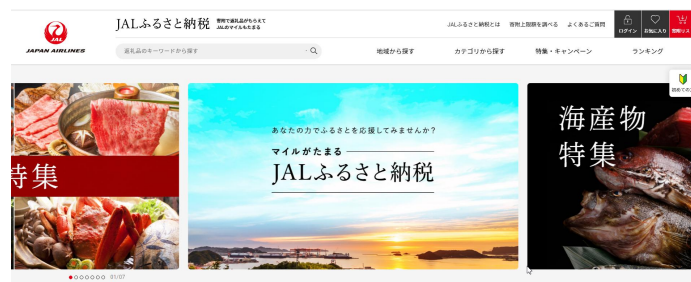 JAL
JAPAN AIRLINES
JALふるさと納税
寄附で返礼品がもらえて
JALのマイルもたまる
JALふるさと納税とは
寄附上限額を調べる
よくあるご質問
ログイン
お気に入り
寄附リス
返礼品のキーワードから探す
地域から探す
カテゴリから探す
特集・キャンペーン
ランキング
初めての
特集
あなたの力でふるさとを応援してみませんか？
マイルがたまる
JALふるさと納税
海産物
特集
01/07